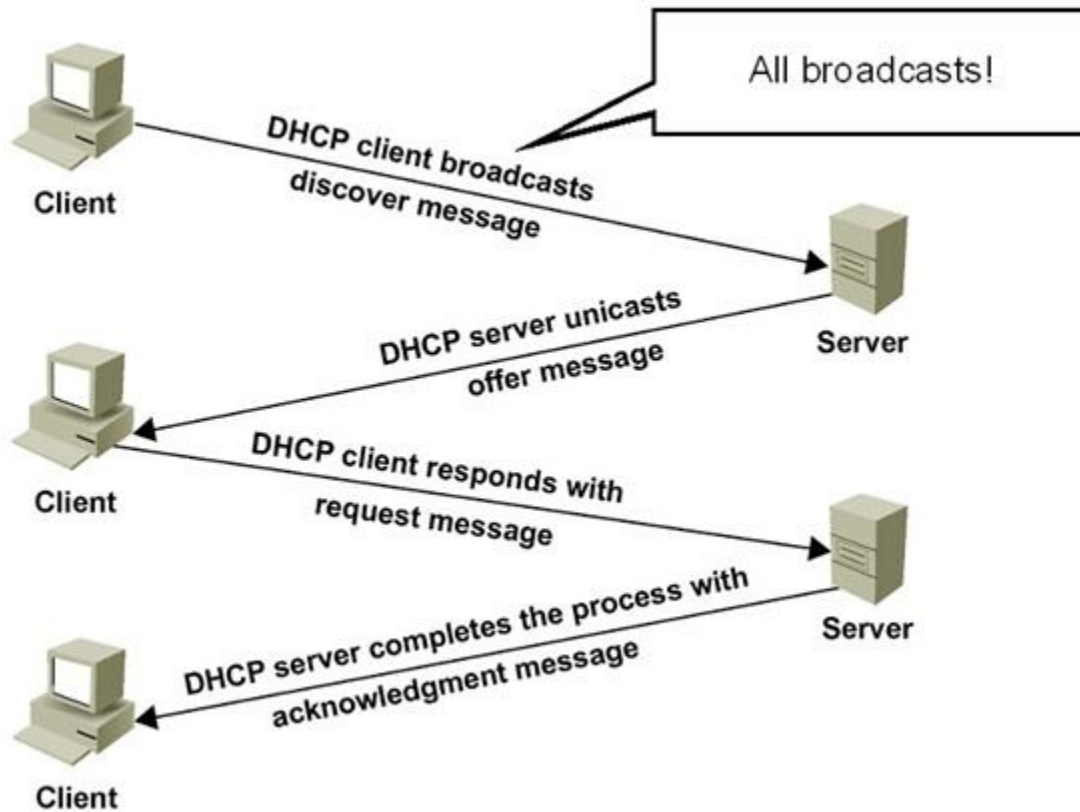 All broadcasts!
DHCP client broadcasts
discover message
Client
DHCP server unicasts
offer message
Server
DHCP client responds with
request message
Client
DHCP server completes the process with
acknowledgment message
Server
Client